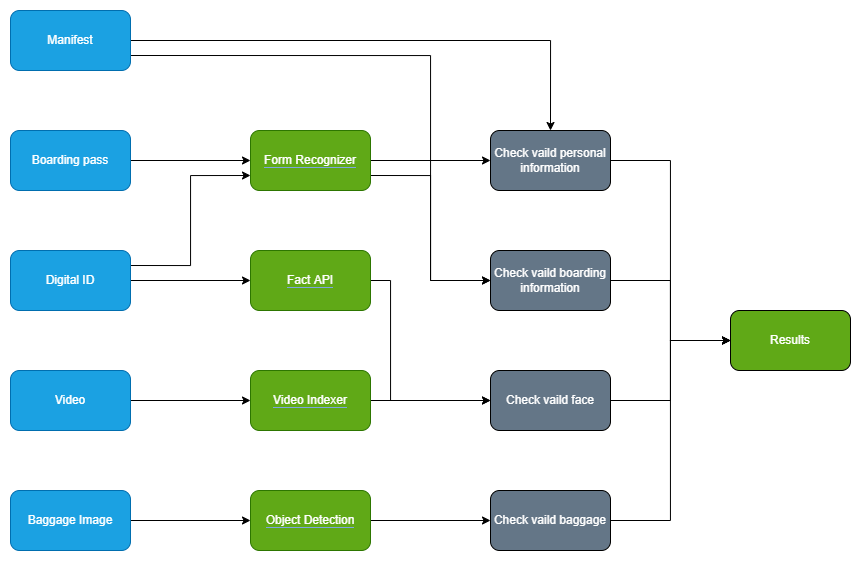 Manifest
Boarding pass
Form Recognizer
Check vaild personal
information
Digital ID
Fact API
Check vaild boarding
information
Results
Video
Video Indexer
Check vaild face
Baggage Image
Object Detection
Check vaild baggage